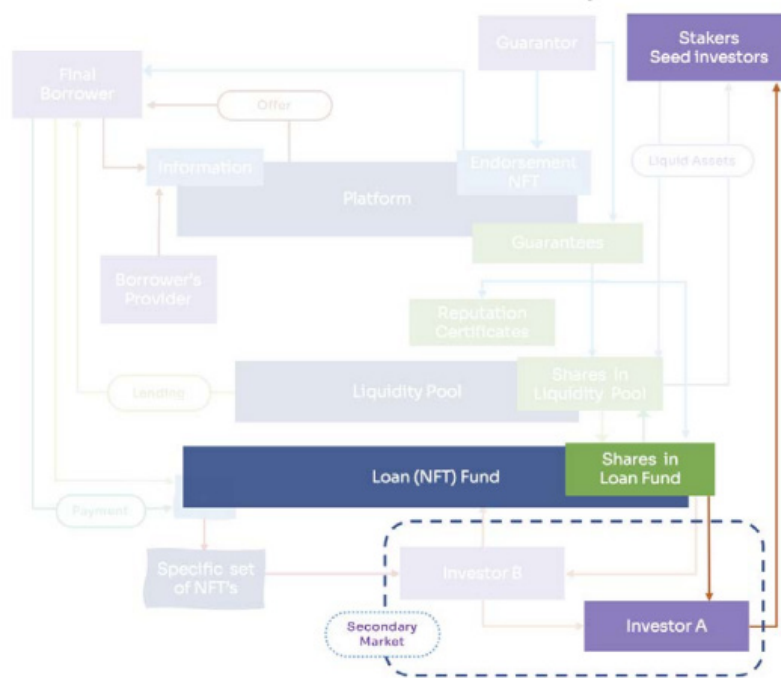 Guarantor
Stakers
Seed investors
Final
Borrower
Offer
Information
Endorsement
NFT
Liquid Assets
Platform
Guarantees
Borrower's
Provider
Reputation
Certificates
Shares in
Liquidity Pool
Lending
Liquidity Pool
Shares in
Loan Fund
Loan (NFT) Fund
Payment
Specific set
of NFT's
Investor B
Secondary
Market
Investor A